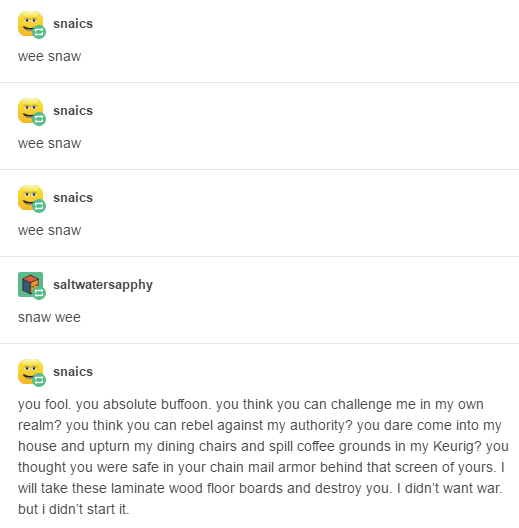 snaics
wee snaw
snaics
wee snaw
snaics
wee snaw
saltwatersapphy
snaw wee
snaics
you fool. you absolute buffoon. you think you can challenge me in my own
realm? you think you can rebel against my authority? you dare come into my
house and upturn my dining chairs and spill coffee grounds in my Keurig? you
thought you were safe in your chain mail armor behind that screen of yours. I
will take these laminate wood floor boards and destroy you. I didn’t want war.
but i didn’t start it.